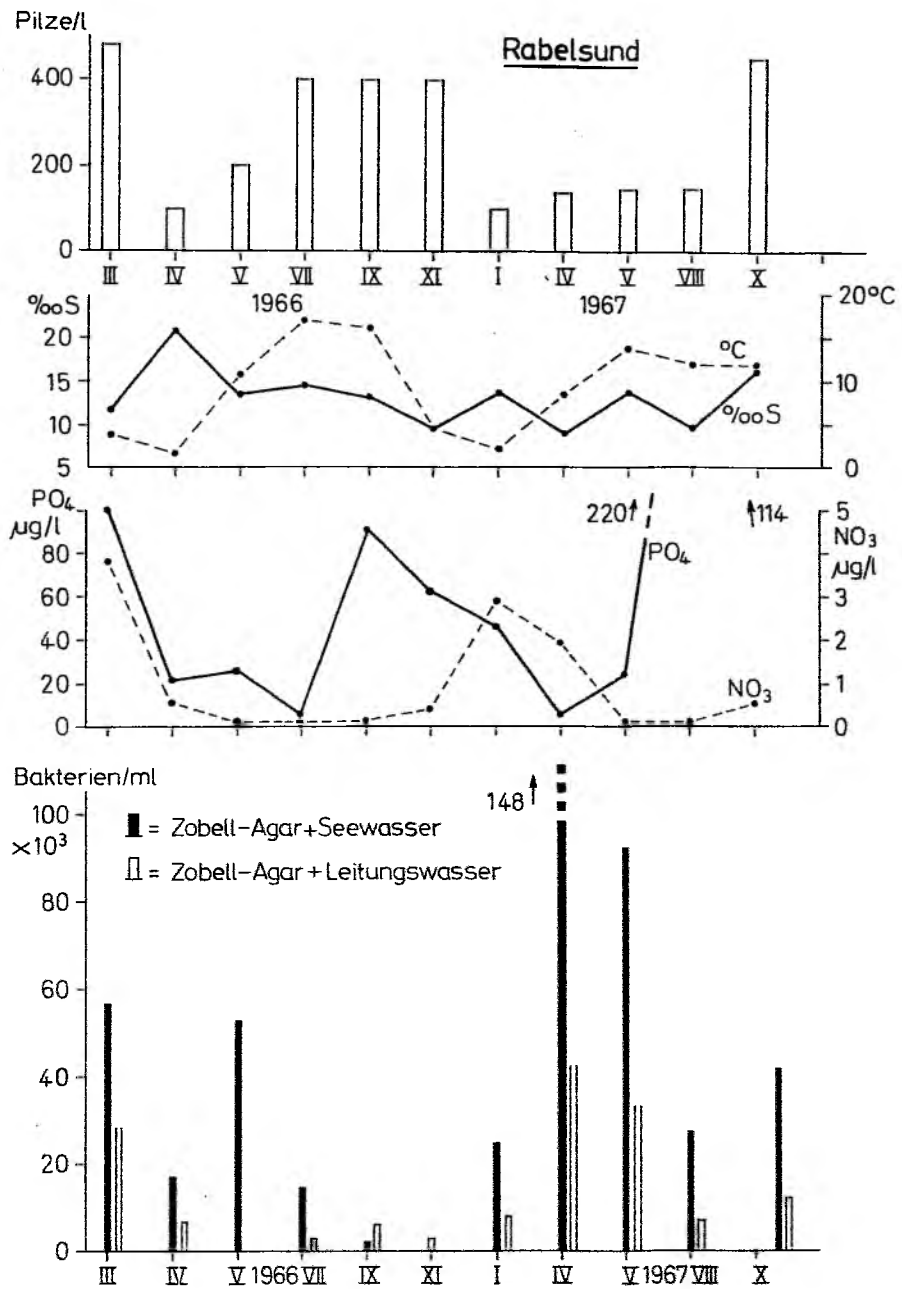 Pilze/l
Rabelsund
400
200
0
III IV V VII IX XI I IV V VIII X
1966 1967
%oS
20
15
10
5
20°C
10
0
°C
%oS
PO4
µg/l
80
60
40
20
0
220 114
5
NO3
µg/l
4
3
2
1
0
PO4
NO3
Bakterien/ml
100
×10³
80
60
40
20
0
148
= Zobell-Agar+Seewasser
= Zobell-Agar+Leitungswasser
III IV V 1966 VII IX XI I IV V 1967 VIII X